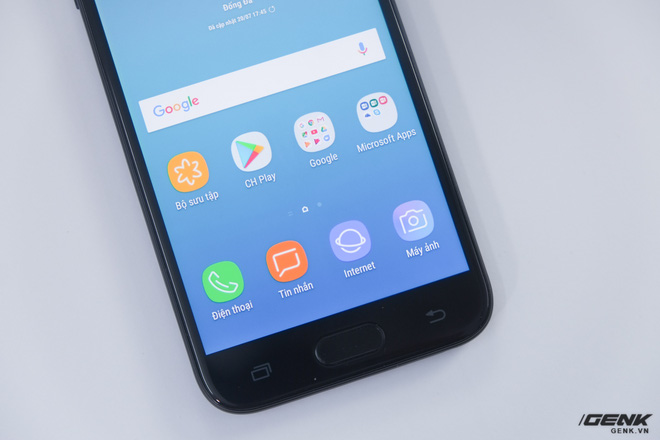 Đống Đa
Đã cập nhật 28/07 17:45
Google
Bộ sưu tập
CH Play
Google
Microsoft Apps
Điện thoại
Tin nhắn
Internet
Máy ảnh
GENK
GENK.VN